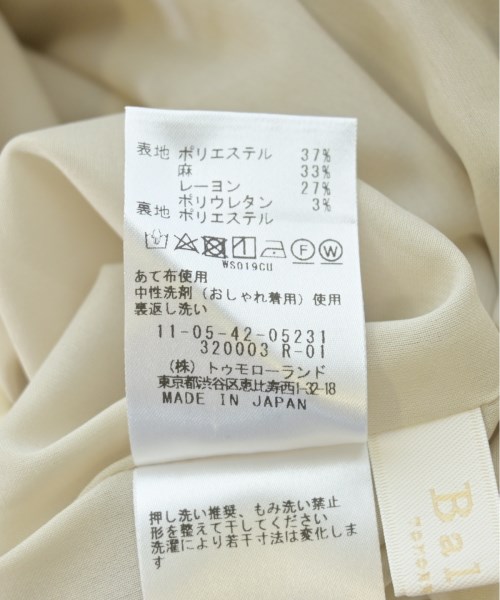 表地 ポリエステル 37%
麻 33%
レーヨン 27%
ポリウレタン 3%
裏地 ポリエステル
F W
WS019CU
あて布使用
中性洗剤（おしゃれ着用）使用
裏返し洗い
11-05-42-05231
320003 R-01
(株) トゥモローランド
東京都渋谷区恵比寿西1-32-18
MADE IN JAPAN
押し洗い推奨、もみ洗い禁止
形を整えて干してください
洗濯により若干寸法は変化しま
す
Bal